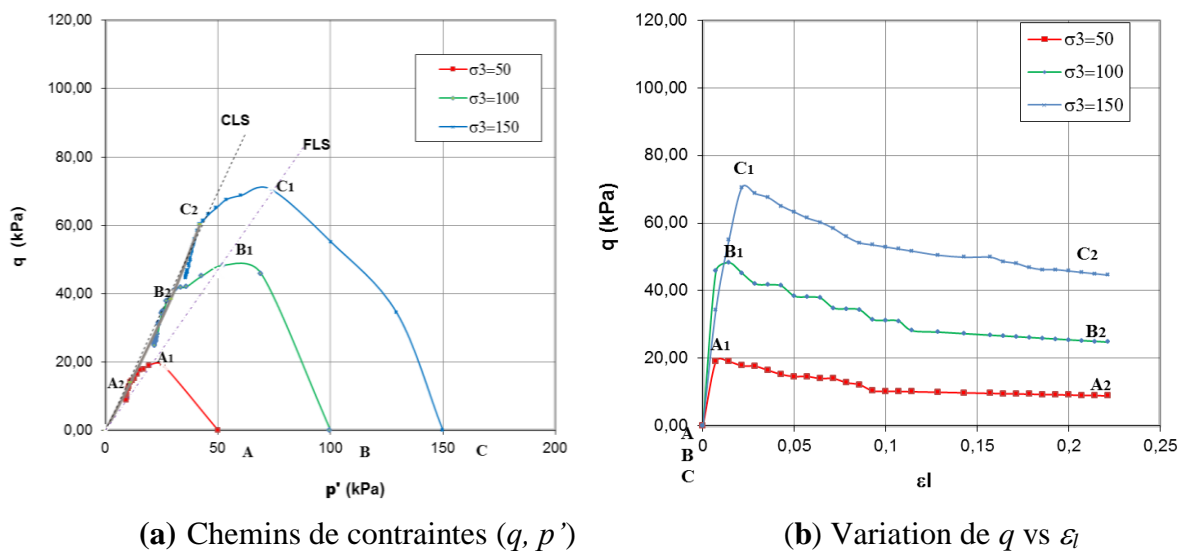 120,00
100,00
80,00
60,00
40,00
20,00
0,00
q (kPa)
σ3=50
σ3=100
σ3=150
CLS
FLS
C1
C2
B1
B2
A1
A2
0 50 100 150 200
A B C
p' (kPa)
(a) Chemins de contraintes (q, p’)
120,00
100,00
80,00
60,00
40,00
20,00
0,00
q (kPa)
σ3=50
σ3=100
σ3=150
C1
C2
B1
B2
A1
A2
A
B
C
0 0,05 0,1 0,15 0,2 0,25
εl
(b) Variation de q vs εl